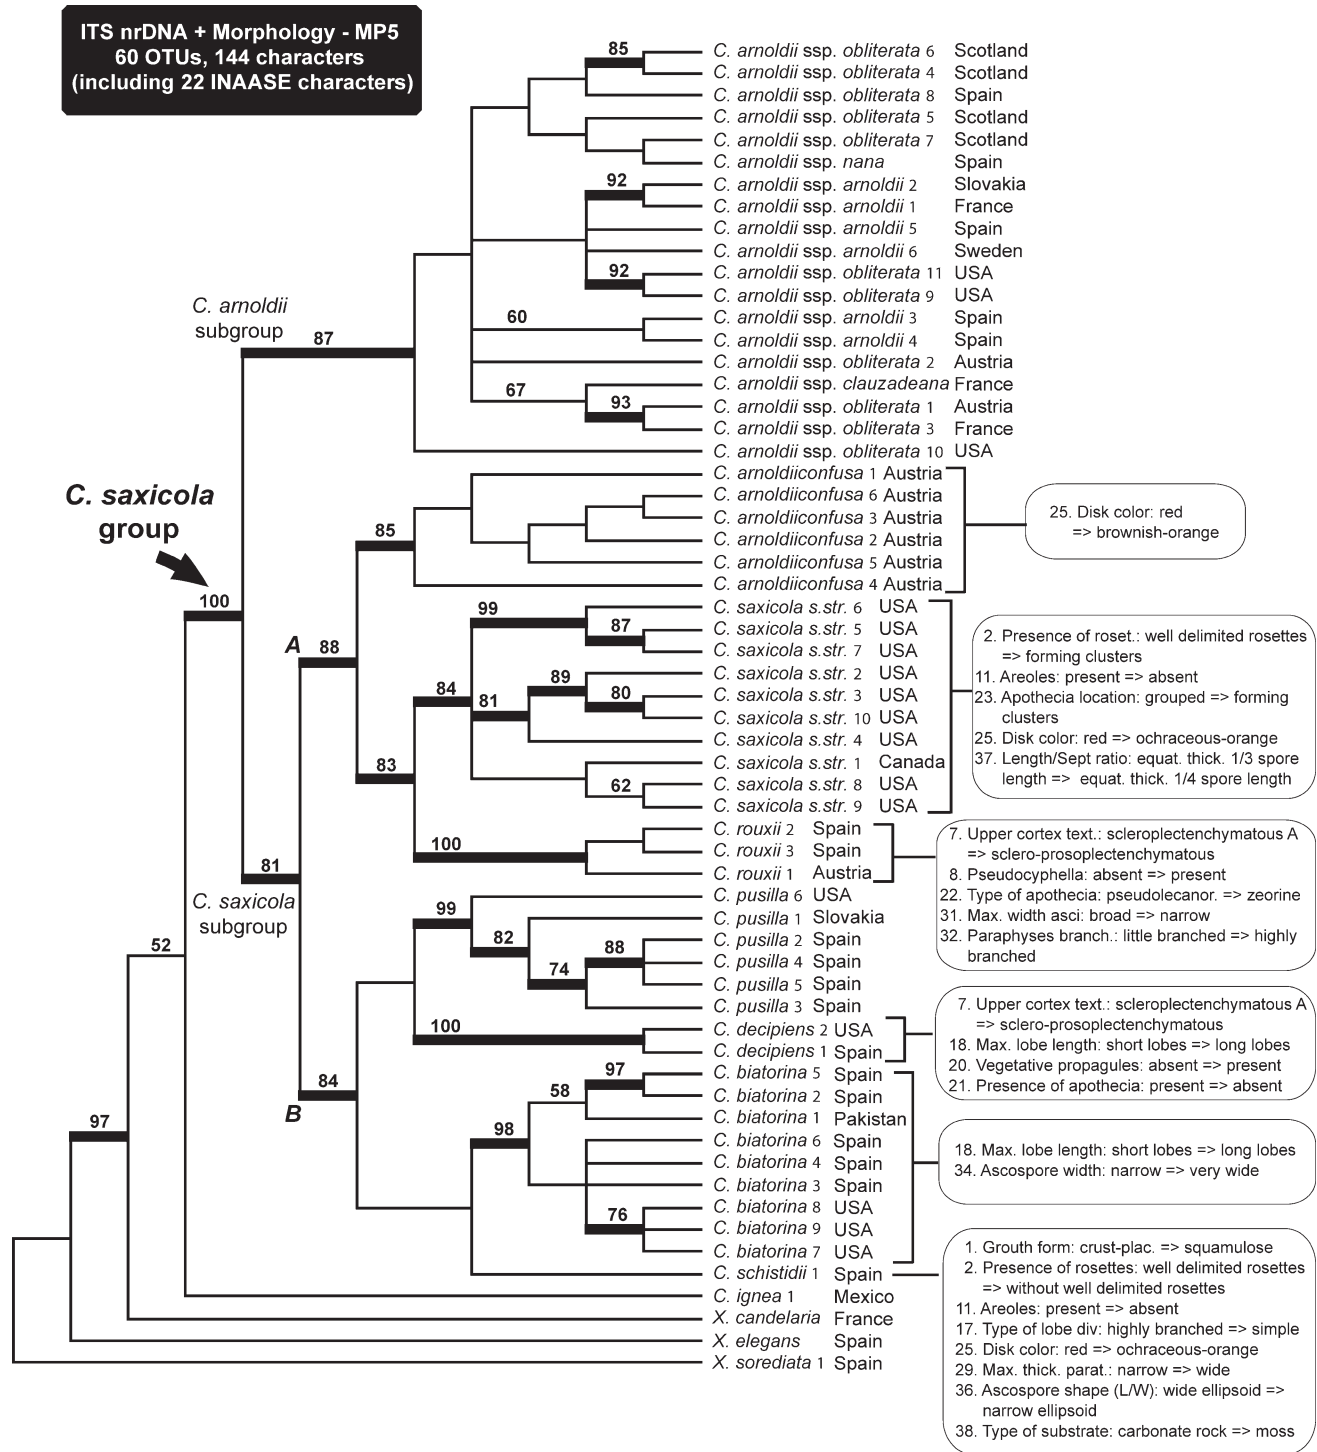 ITS nrDNA + Morphology - MP5
60 OTUs, 144 characters
(including 22 INAASE characters)
C. saxicola
group
C. arnoldii
subgroup
C. saxicola
subgroup
A
B
100
87
81
88
84
52
97
85 C. arnoldii ssp. obliterata 6 Scotland
C. arnoldii ssp. obliterata 4 Scotland
C. arnoldii ssp. obliterata 8 Spain
C. arnoldii ssp. obliterata 5 Scotland
C. arnoldii ssp. obliterata 7 Scotland
C. arnoldii ssp. nana Spain
92 C. arnoldii ssp. arnoldii 2 Slovakia
C. arnoldii ssp. arnoldii 1 France
C. arnoldii ssp. arnoldii 5 Spain
C. arnoldii ssp. arnoldii 6 Sweden
92 C. arnoldii ssp. obliterata 11 USA
C. arnoldii ssp. obliterata 9 USA
60 C. arnoldii ssp. arnoldii 3 Spain
C. arnoldii ssp. arnoldii 4 Spain
C. arnoldii ssp. obliterata 2 Austria
67 C. arnoldii ssp. clauzadeana France
93 C. arnoldii ssp. obliterata 1 Austria
C. arnoldii ssp. obliterata 3 France
C. arnoldii ssp. obliterata 10 USA
C. arnoldiiconfusa 1 Austria
C. arnoldiiconfusa 6 Austria
C. arnoldiiconfusa 3 Austria
85 C. arnoldiiconfusa 2 Austria
C. arnoldiiconfusa 5 Austria
C. arnoldiiconfusa 4 Austria
99 C. saxicola s.str. 6 USA
87 C. saxicola s.str. 5 USA
C. saxicola s.str. 7 USA
89 C. saxicola s.str. 2 USA
84 81 80 C. saxicola s.str. 3 USA
C. saxicola s.str. 10 USA
C. saxicola s.str. 4 USA
83 C. saxicola s.str. 1 Canada
62 C. saxicola s.str. 8 USA
C. saxicola s.str. 9 USA
C. rouxii 2 Spain
100 C. rouxii 3 Spain
C. rouxii 1 Austria
99 C. pusilla 6 USA
C. pusilla 1 Slovakia
82 88 C. pusilla 2 Spain
74 C. pusilla 4 Spain
C. pusilla 5 Spain
C. pusilla 3 Spain
100 C. decipiens 2 USA
C. decipiens 1 Spain
97 C. biatorina 5 Spain
58 C. biatorina 2 Spain
C. biatorina 1 Pakistan
98 C. biatorina 6 Spain
C. biatorina 4 Spain
C. biatorina 3 Spain
76 C. biatorina 8 USA
C. biatorina 9 USA
C. biatorina 7 USA
C. schistidii 1 Spain
C. ignea 1 Mexico
X. candelaria France
X. elegans Spain
X. sorediata 1 Spain
25. Disk color: red
=> brownish-orange
2. Presence of roset.: well delimited rosettes
=> forming clusters
11. Areoles: present => absent
23. Apothecia location: grouped => forming
clusters
25. Disk color: red => ochraceous-orange
37. Length/Sept ratio: equat. thick. 1/3 spore
length => equat. thick. 1/4 spore length
7. Upper cortex text.: scleroplectenchymatous A
=> sclero-prosoplectenchymatous
8. Pseudocyphella: absent => present
22. Type of apothecia: pseudolecanor. => zeorine
31. Max. width asci: broad => narrow
32. Paraphyses branch.: little branched => highly
branched
7. Upper cortex text.: scleroplectenchymatous A
=> sclero-prosoplectenchymatous
18. Max. lobe length: short lobes => long lobes
20. Vegetative propagules: absent => present
21. Presence of apothecia: present => absent
18. Max. lobe length: short lobes => long lobes
34. Ascospore width: narrow => very wide
1. Grouth form: crust-plac. => squamulose
2. Presence of rosettes: well delimited rosettes
=> without well delimited rosettes
11. Areoles: present => absent
17. Type of lobe div: highly branched => simple
25. Disk color: red => ochraceous-orange
29. Max. thick. parat.: narrow => wide
36. Ascospore shape (L/W): wide ellipsoid =>
narrow ellipsoid
38. Type of substrate: carbonate rock => moss